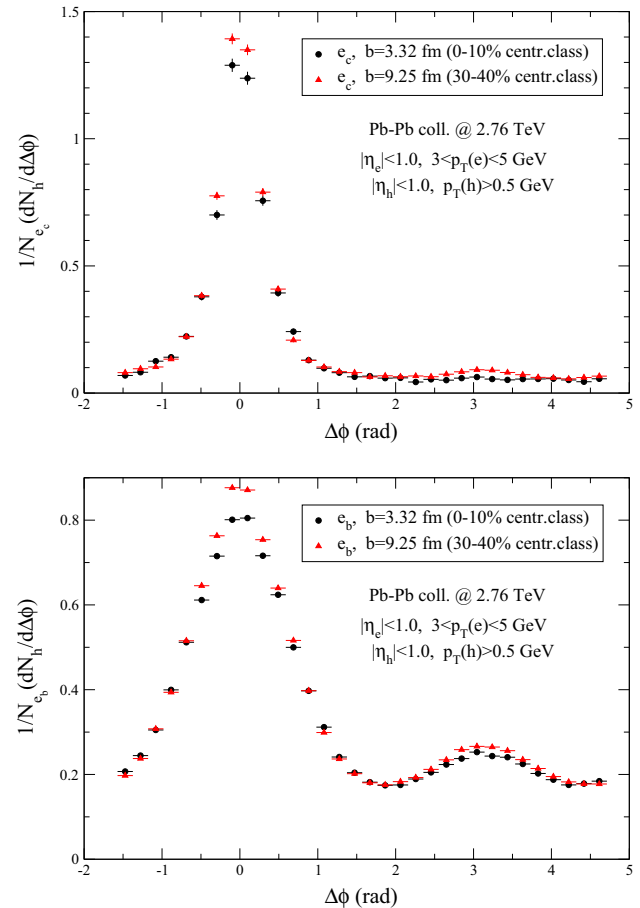 1/N_{e_c} (dN_h/dΔϕ)
1.5
1
0.5
0
e_c, b=3.32 fm (0-10% centr.class)
e_c, b=9.25 fm (30-40% centr.class)
Pb-Pb coll. @ 2.76 TeV
|η_e|<1.0, 3<p_T(e)<5 GeV
|η_h|<1.0, p_T(h)>0.5 GeV
-2 -1 0 1 2 3 4 5
Δϕ (rad)
1/N_{e_b} (dN_h/dΔϕ)
0.8
0.6
0.4
0.2
0
e_b, b=3.32 fm (0-10% centr.class)
e_b, b=9.25 fm (30-40% centr.class)
Pb-Pb coll. @ 2.76 TeV
|η_e|<1.0, 3<p_T(e)<5 GeV
|η_h|<1.0, p_T(h)>0.5 GeV
-2 -1 0 1 2 3 4 5
Δϕ (rad)